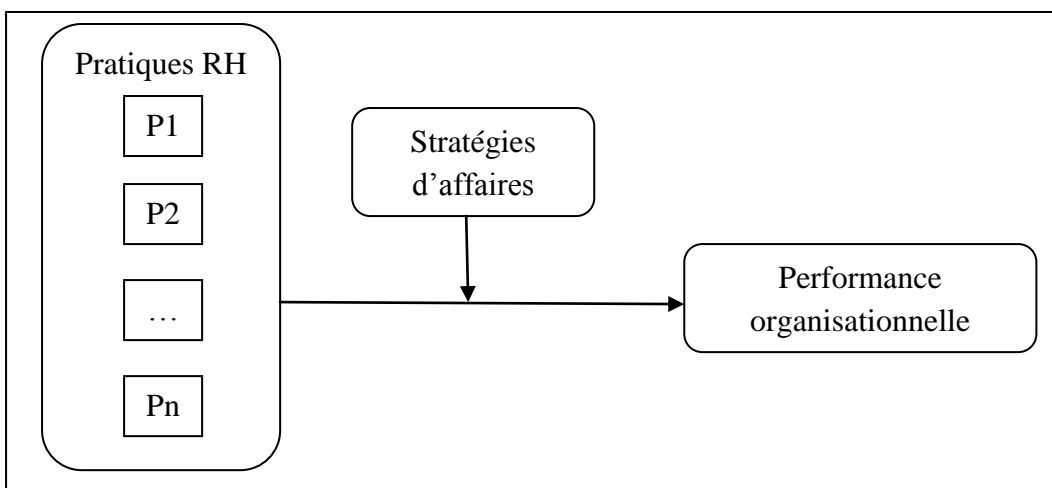 Pratiques RH
P1
P2
…
Pn
Stratégies
d’affaires
Performance
organisationnelle